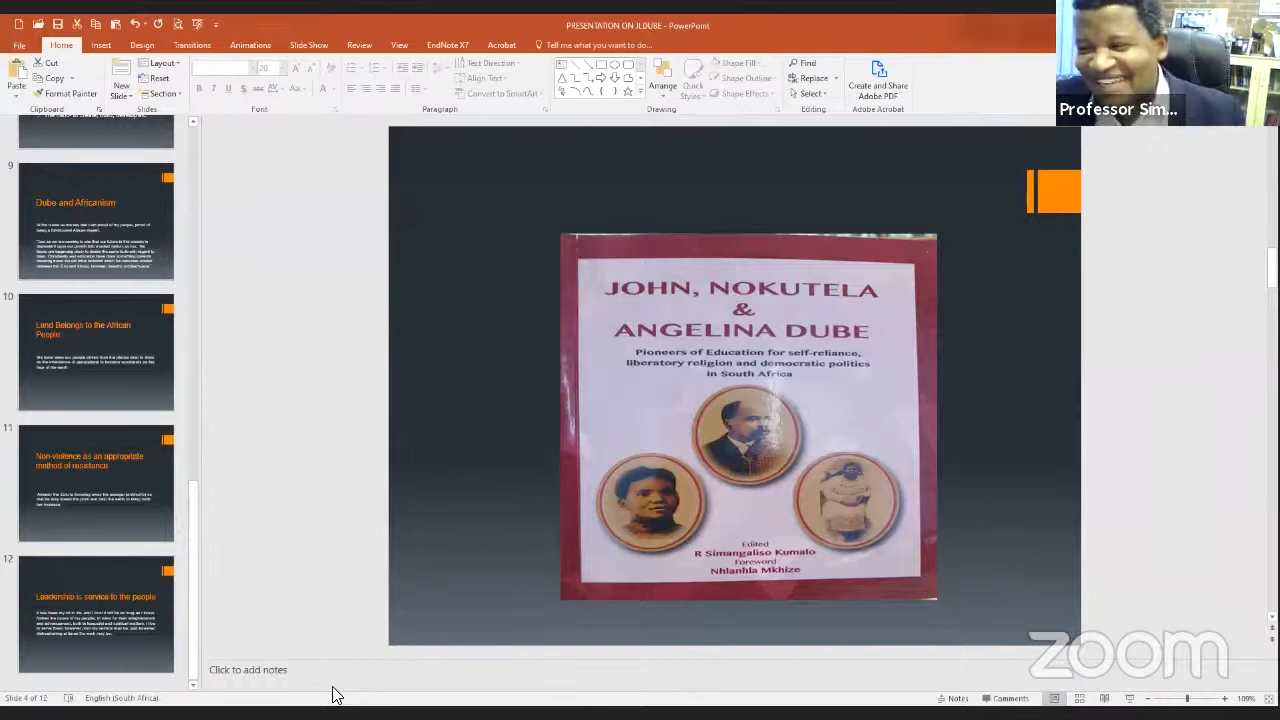 PRESENTATION ON JLDUBE - PowerPoint
File Home Insert Design Transitions Animations Slide Show Review View EndNote X7 Acrobat Tell me what you want to do...
Paste
Cut
Copy
Format Painter
Clipboard
New Slide
Layout
Reset
Section
Slides
20
Font
Text Direction
Align Text
Convert to SmartArt
Paragraph
Arrange
Quick Styles
Shape Fill
Shape Outline
Shape Effects
Drawing
Find
Replace
Select
Editing
Create and Share Adobe PDF
Adobe Acrobat
Professor Sim...
9
Dube and Africanism
10
Land Belongs to the African
People
11
Non-violence as an appropriate
method of resistance
12
Leadership is service to the people
JOHN, NOKUTELA
&
ANGELINA DUBE
Pioneers of Education for self-reliance,
liberatory religion and democratic politics
in South Africa
Edited
R Simangaliso Kumalo
Foreword
Nhlanhla Mkhize
zoom
Click to add notes
Slide 4 of 12 English (South Africa) Notes Comments 109%